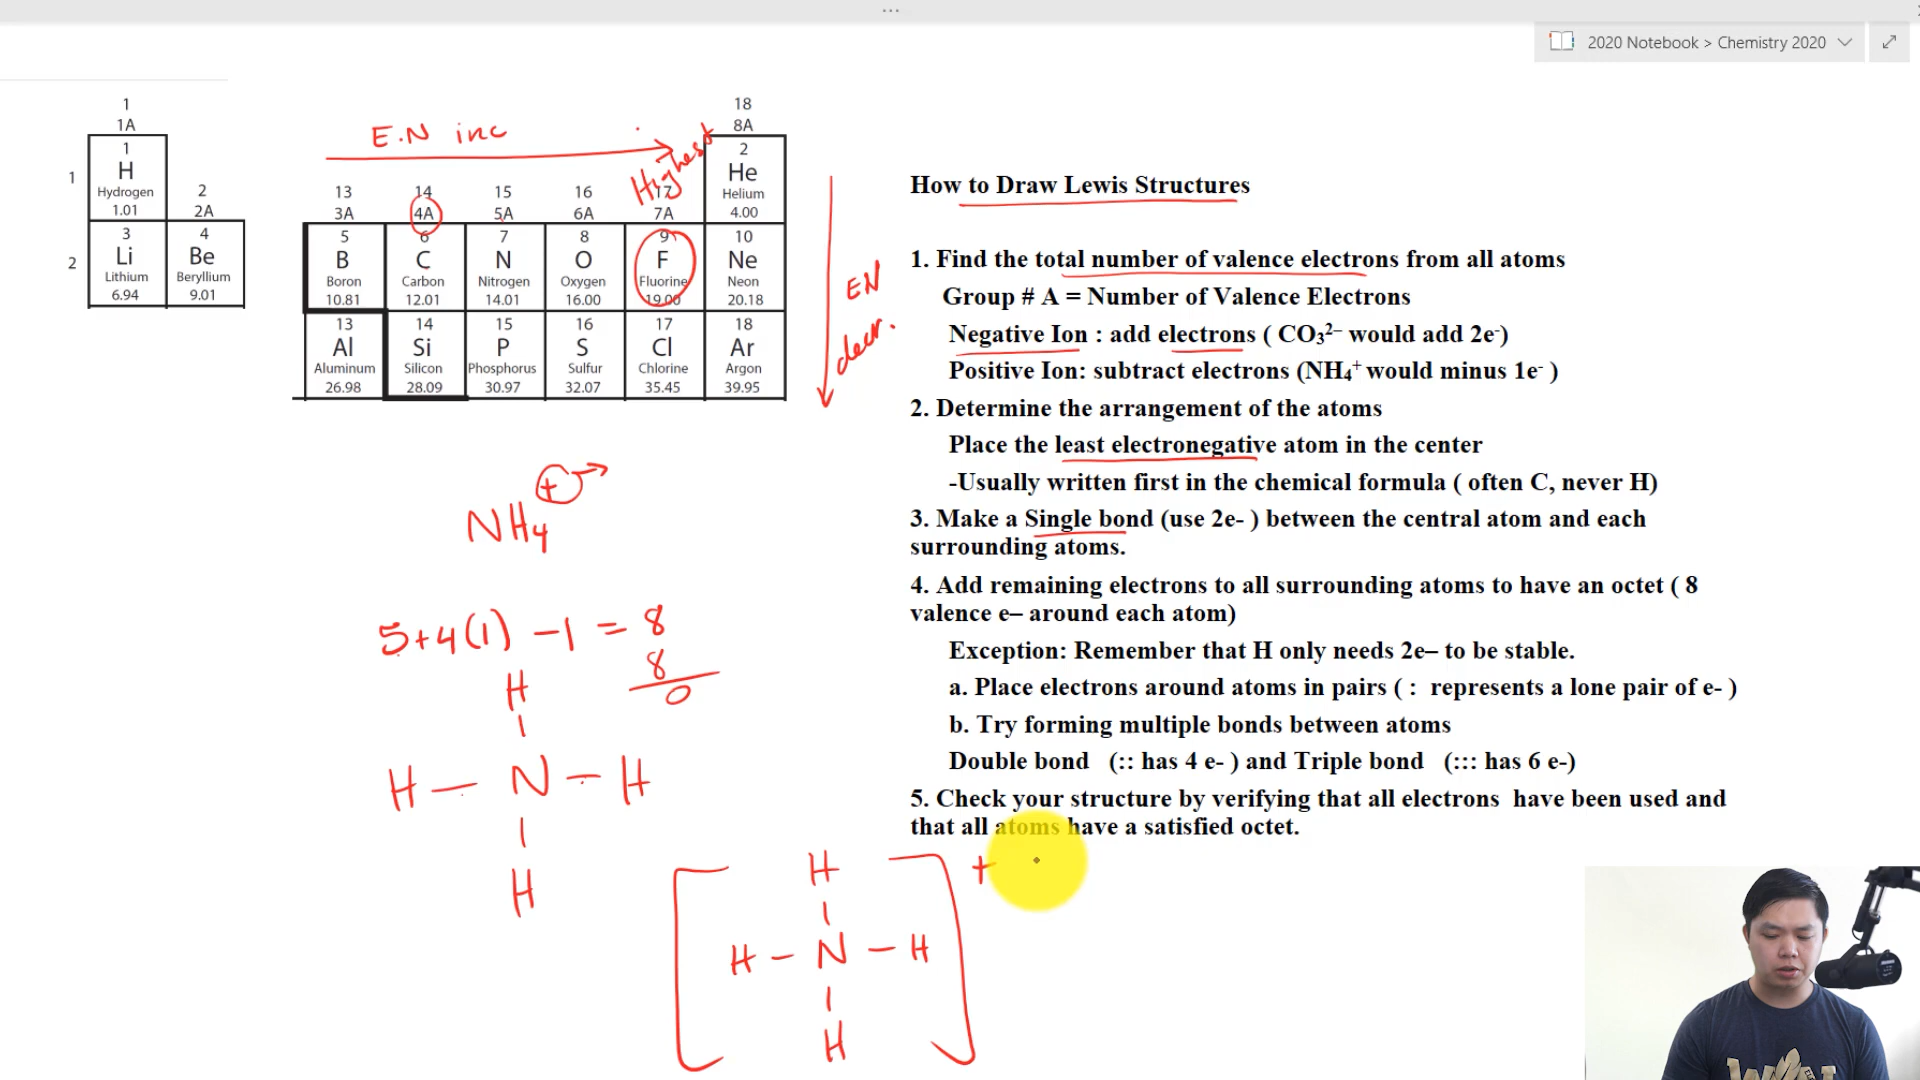 ...
2020 Notebook > Chemistry 2020
1
1A
1
H
Hydrogen
1.01
1
2
2A
3
Li
Lithium
6.94
4
Be
Beryllium
9.01
2
E.N inc
Highest
18
8A
2
He
Helium
4.00
13
3A
14
4A
15
5A
16
6A
17
7A
5
B
Boron
10.81
6
C
Carbon
12.01
7
N
Nitrogen
14.01
8
O
Oxygen
16.00
9
F
Fluorine
19.00
10
Ne
Neon
20.18
13
Al
Aluminum
26.98
14
Si
Silicon
28.09
15
P
Phosphorus
30.97
16
S
Sulfur
32.07
17
Cl
Chlorine
35.45
18
Ar
Argon
39.95
EN
decr.
NH₄ +
5+4(1) -1 = 8
8
0
H
H - N - H
H
H
H - N - H
H
+
How to Draw Lewis Structures
1. Find the total number of valence electrons from all atoms
Group # A = Number of Valence Electrons
Negative Ion : add electrons ( CO₃²⁻ would add 2e⁻)
Positive Ion: subtract electrons (NH₄⁺ would minus 1e⁻ )
2. Determine the arrangement of the atoms
Place the least electronegative atom in the center
-Usually written first in the chemical formula ( often C, never H)
3. Make a Single bond (use 2e- ) between the central atom and each
surrounding atoms.
4. Add remaining electrons to all surrounding atoms to have an octet ( 8
valence e– around each atom)
Exception: Remember that H only needs 2e– to be stable.
a. Place electrons around atoms in pairs ( : represents a lone pair of e- )
b. Try forming multiple bonds between atoms
Double bond (:: has 4 e- ) and Triple bond (::: has 6 e-)
5. Check your structure by verifying that all electrons have been used and
that all atoms have a satisfied octet.